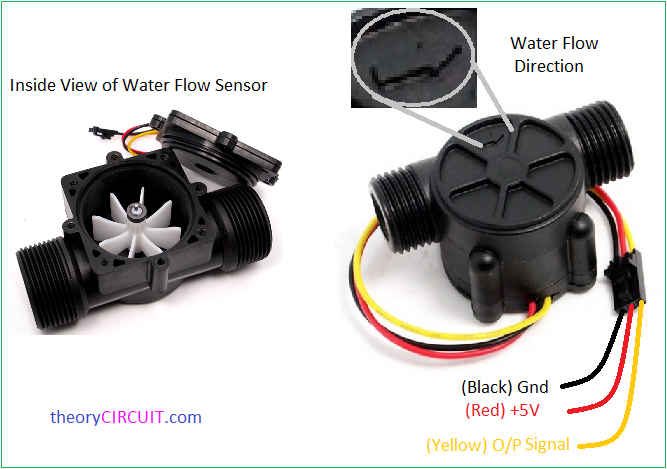 Inside View of Water Flow Sensor
Water Flow
Direction
(Black) Gnd
(Red) +5V
(Yellow) O/P Signal
theoryCIRCUIT.com